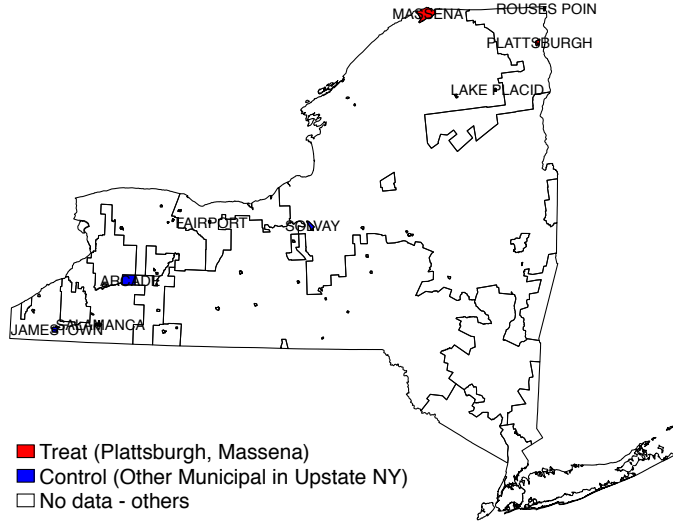 MASSENA
ROUSES POIN
PLATTSBURGH
LAKE PLACID
FAIRPORT
SOLVAY
ARCADE
SALAMANCA
JAMESTOWN
Treat (Plattsburgh, Massena)
Control (Other Municipal in Upstate NY)
No data - others